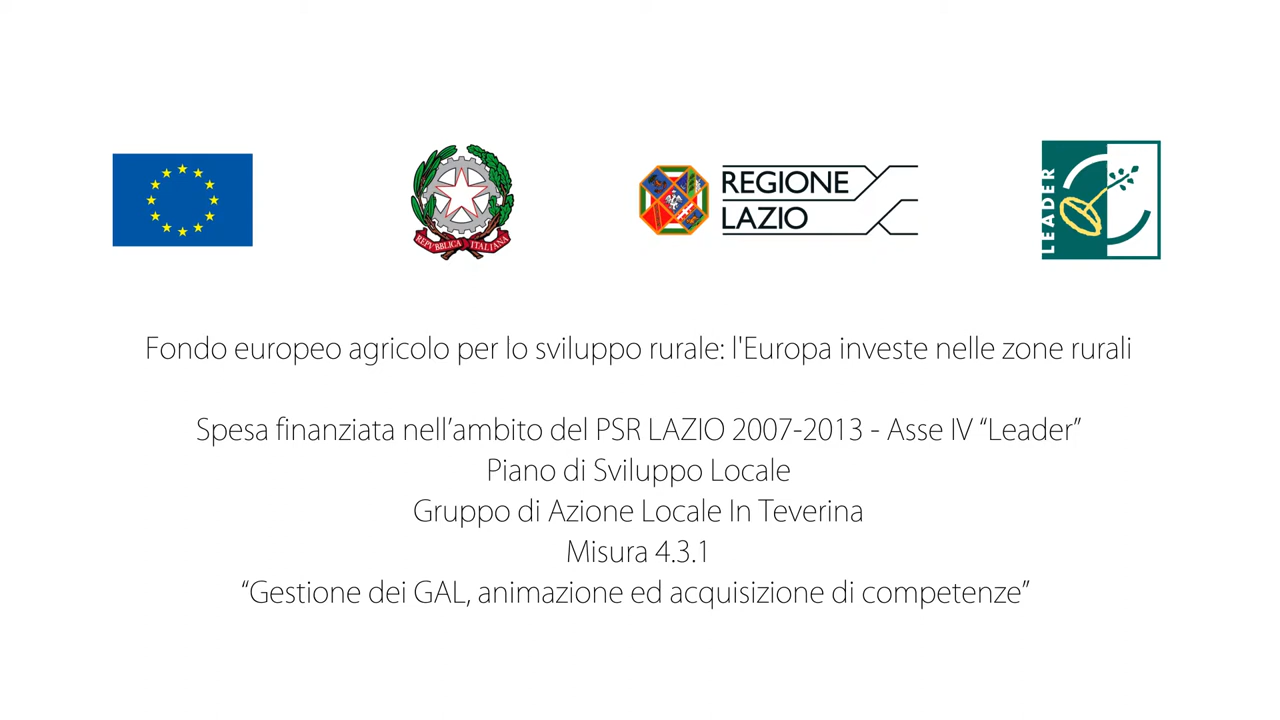 REPVBBLICA ITALIANA
REGIONE
LAZIO
LEADER
Fondo europeo agricolo per lo sviluppo rurale: l'Europa investe nelle zone rurali
Spesa finanziata nell’ambito del PSR LAZIO 2007-2013 - Asse IV “Leader”
Piano di Sviluppo Locale
Gruppo di Azione Locale In Teverina
Misura 4.3.1
“Gestione dei GAL, animazione ed acquisizione di competenze”